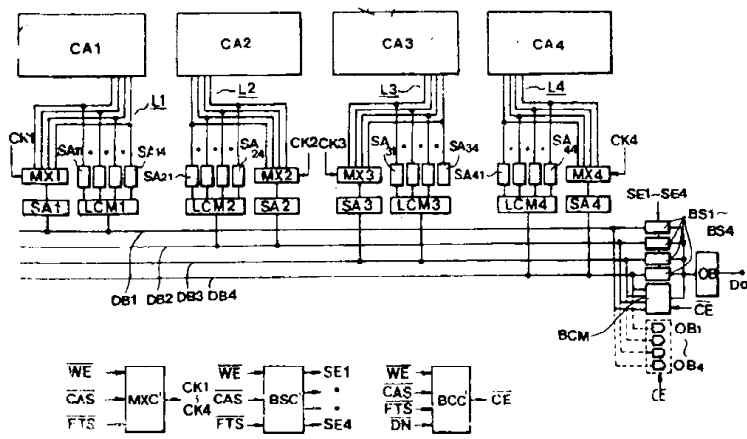 CA1 CA2 CA3 CA4
L1 L2 L3 L4
CK1 SA11 SA14 SA21 SA24 CK2 CK3 SA31 SA34 SA41 SA44 CK4
MX1 MX2 MX3 MX4
SA1 LCM1 LCM2 SA2 SA3 LCM3 LCM4 SA4
SE1~SE4
BS1~
BS4
DB1 DB2 DB3 DB4
OB Do
BCM CE
OB1
~
OB4
CE
WE WE SE1 WE
CAS MXC' CK1 ~ CK4 CAS BSC' CAS BCC' CE
FTS
FTS FTS SE4 DN